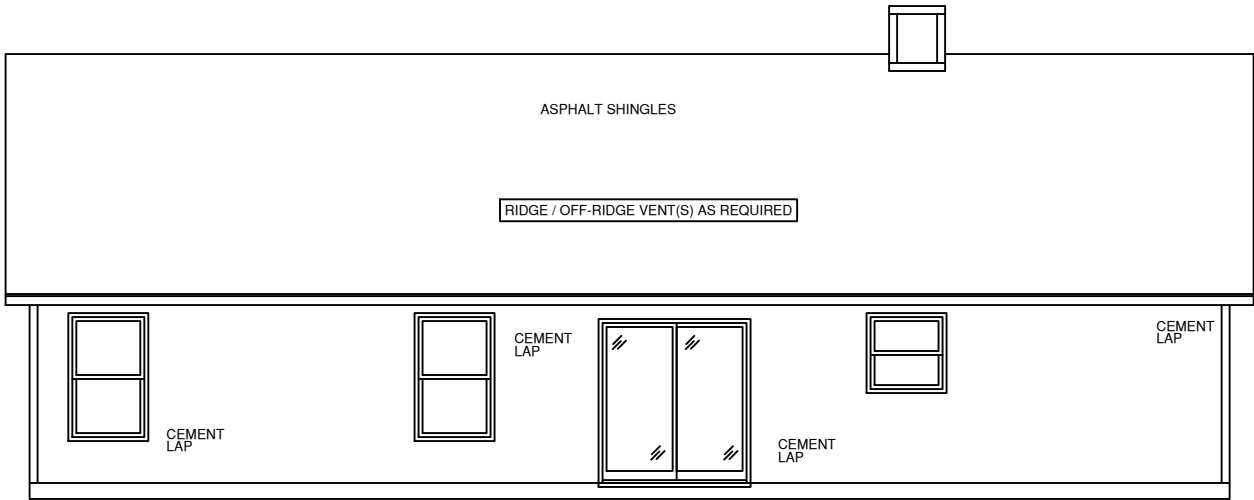 ASPHALT SHINGLES
RIDGE / OFF-RIDGE VENT(S) AS REQUIRED
CEMENT
LAP
CEMENT
LAP
CEMENT
LAP
CEMENT
LAP